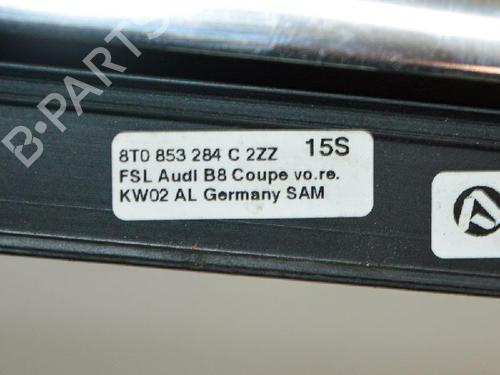 B-PARTS
8T0 853 284 C 2ZZ 15S
FSL Audi B8 Coupe vo.re.
KW02 AL Germany SAM